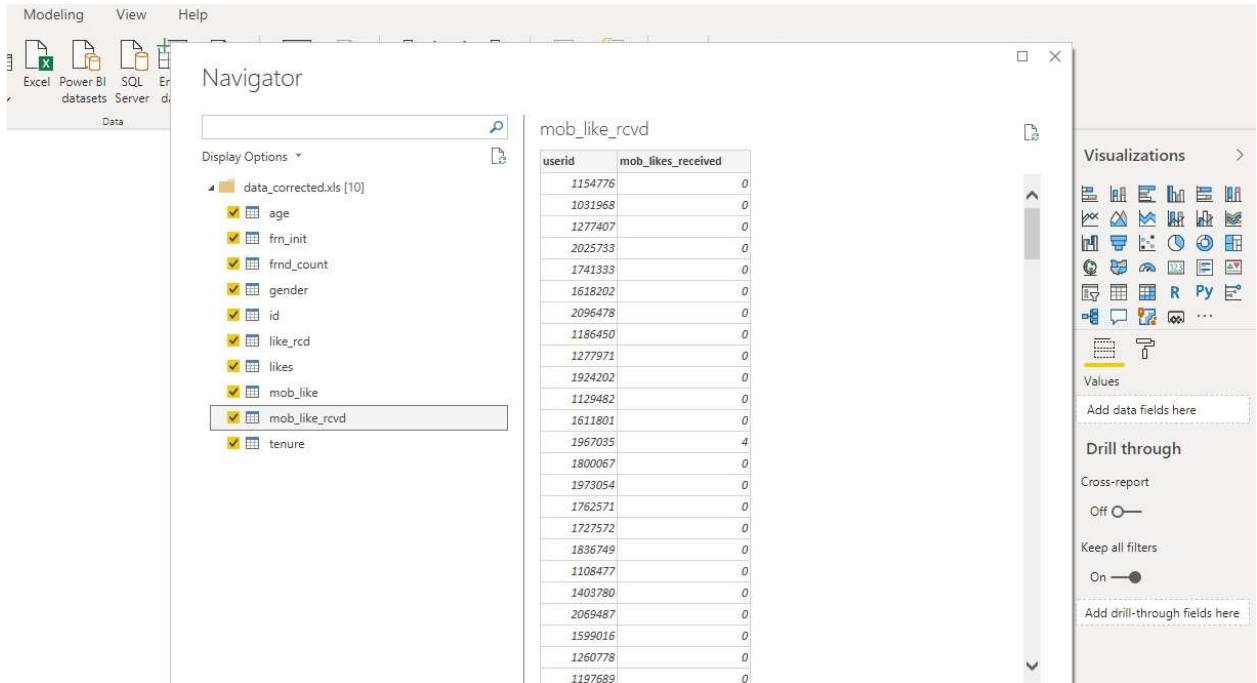 Modeling View Help
Excel Power BI datasets SQL Server
Data
Navigator
Display Options
data_corrected.xls [10]
age
frn_init
frnd_count
gender
id
like_rcd
likes
mob_like
mob_like_rcvd
tenure
mob_like_rcvd
userid mob_likes_received
1154776 0
1031968 0
1277407 0
2025733 0
1741333 0
1618202 0
2096478 0
1186450 0
1277971 0
1924202 0
1129482 0
1611801 0
1967035 4
1800067 0
1973054 0
1762571 0
1727572 0
1836749 0
1108477 0
1403780 0
2069487 0
1599016 0
1260778 0
1197689 0
Visualizations
123
R Py
Values
Add data fields here
Drill through
Cross-report
Off
Keep all filters
On
Add drill-through fields here